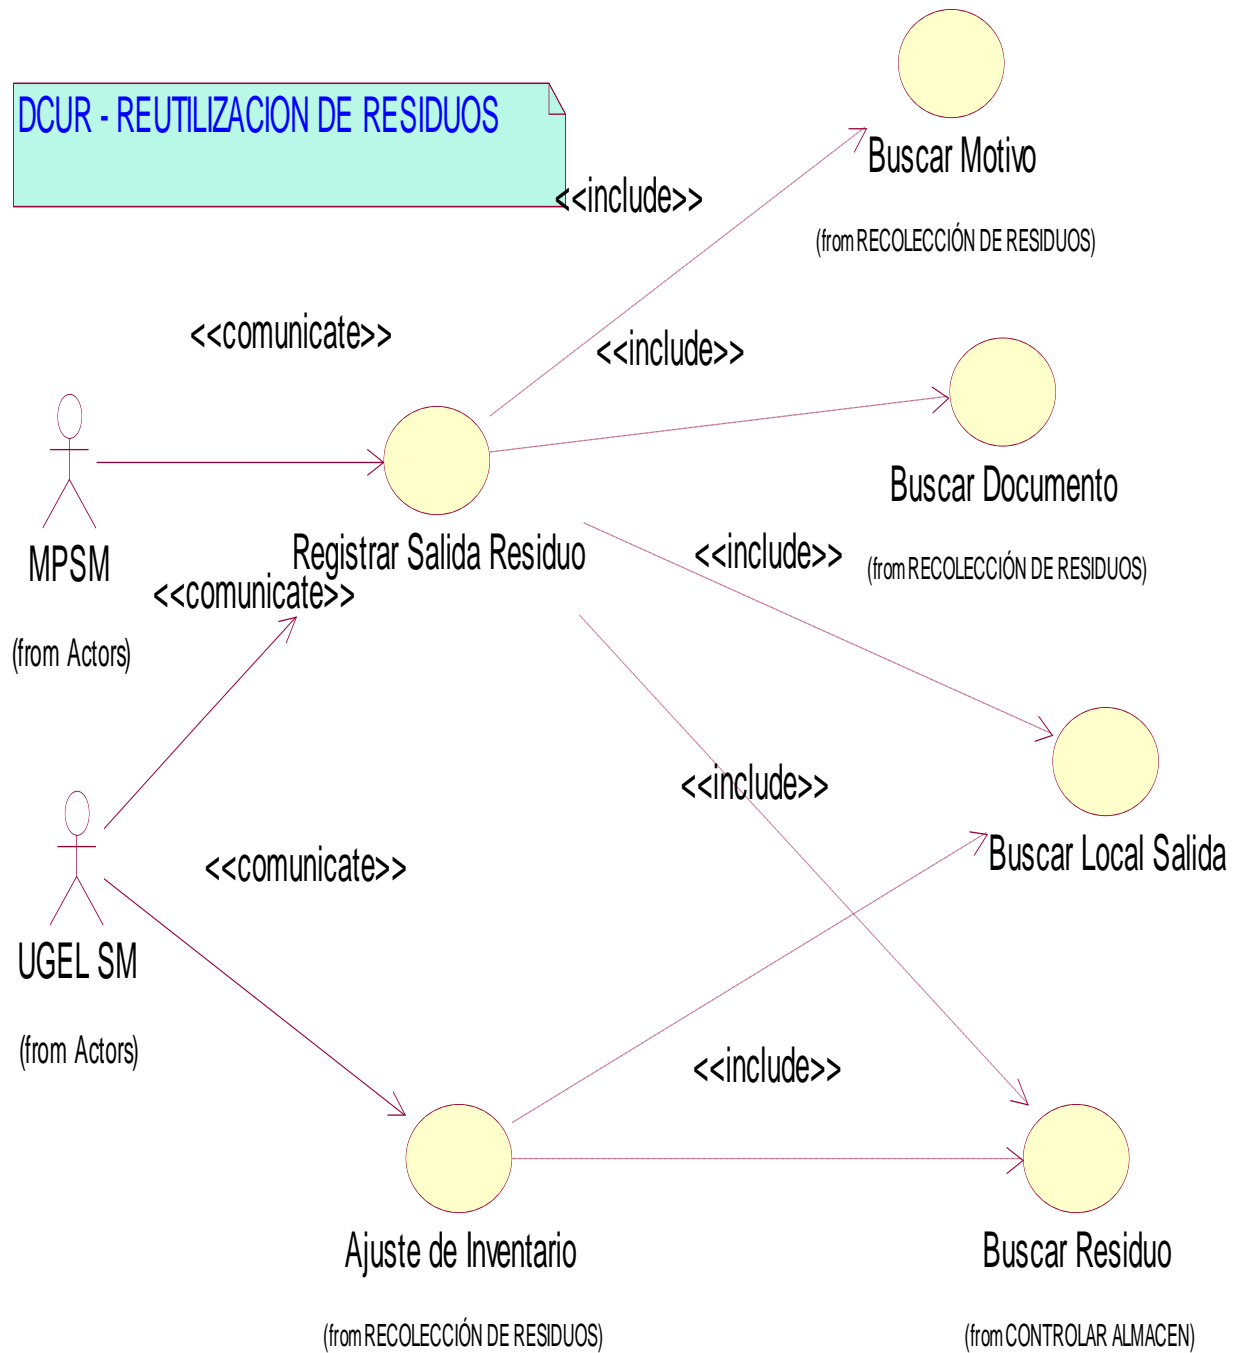 DCUR - REUTILIZACION DE RESIDUOS
Buscar Motivo
<<include>>
(from RECOLECCIÓN DE RESIDUOS)
<<comunicate>>
<<include>>
Buscar Documento
Registrar Salida Residuo
<<include>>
MPSM
(from RECOLECCIÓN DE RESIDUOS)
<<comunicate>>
(from Actors)
<<include>>
Buscar Local Salida
<<comunicate>>
UGEL SM
(from Actors)
<<include>>
Ajuste de Inventario
Buscar Residuo
(from RECOLECCIÓN DE RESIDUOS)
(from CONTROLAR ALMACEN)